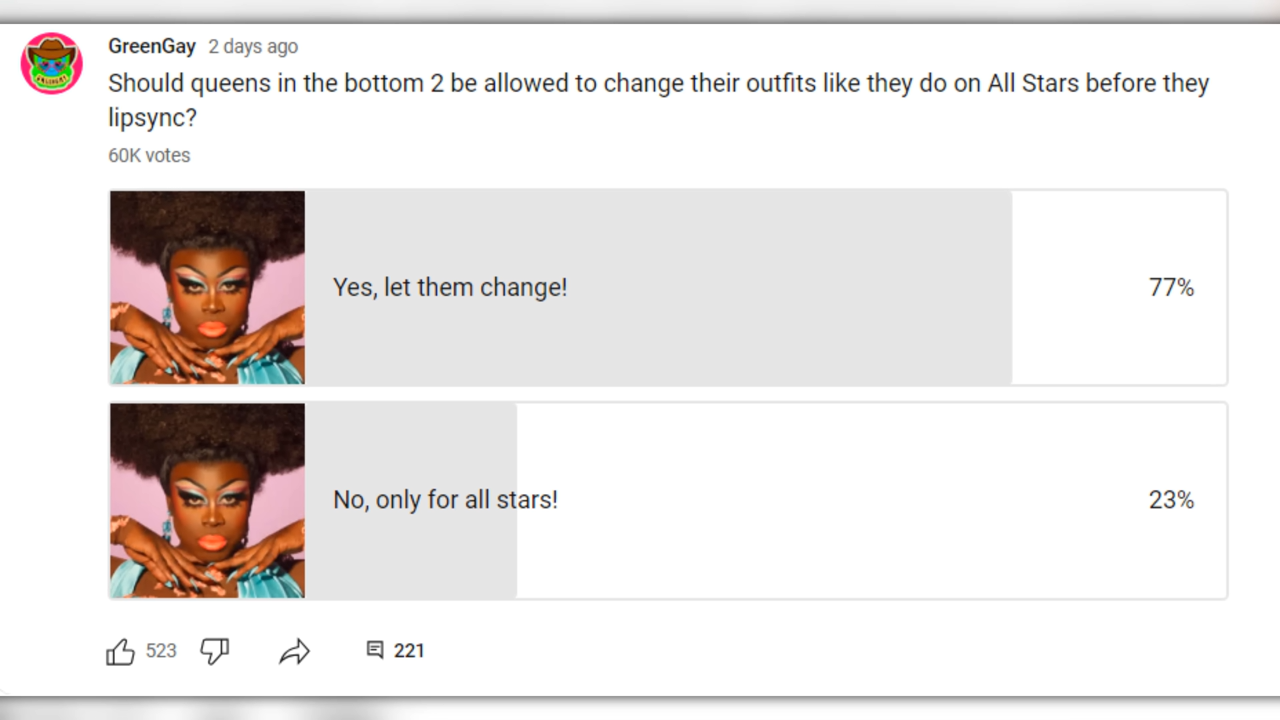 GreenGay 2 days ago
Should queens in the bottom 2 be allowed to change their outfits like they do on All Stars before they
lipsync?
60K votes
Yes, let them change!
77%
No, only for all stars!
23%
523
221